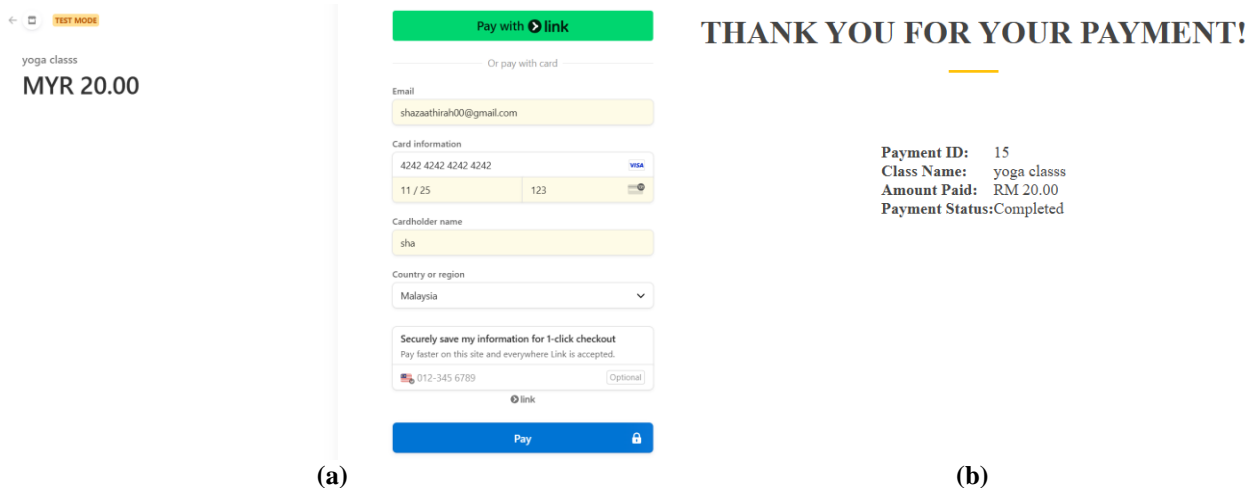 TEST MODE
yoga classs
MYR 20.00
Pay with link
Or pay with card
Email
shazaathirah00@gmail.com
Card information
4242 4242 4242 4242 VISA
11 / 25 123
Cardholder name
sha
Country or region
Malaysia
Securely save my information for 1-click checkout
Pay faster on this site and everywhere Link is accepted.
012-345 6789 Optional
link
Pay
(a)
THANK YOU FOR YOUR PAYMENT!
Payment ID: 15
Class Name: yoga classs
Amount Paid: RM 20.00
Payment Status:Completed
(b)